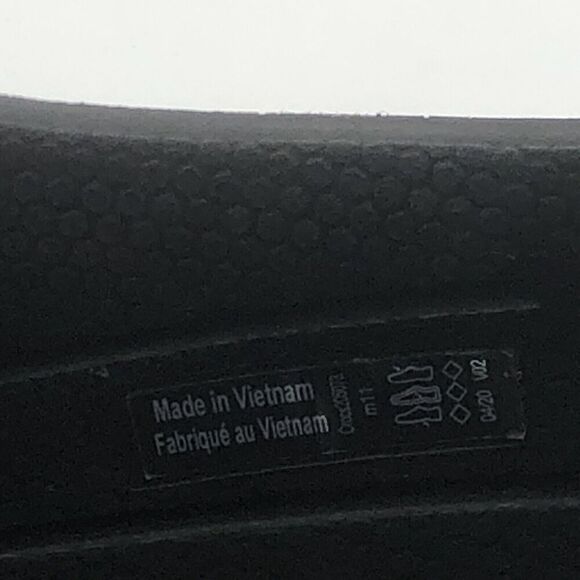 Made in Vietnam
Fabriqué au Vietnam
m11
04/20 V02